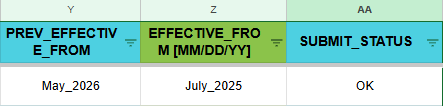 Y Z AA
PREV_EFFECTIV
E_FROM
EFFECTIVE_FRO
M [MM/DD/YY]
SUBMIT_STATUS
May_2026 July_2025 OK